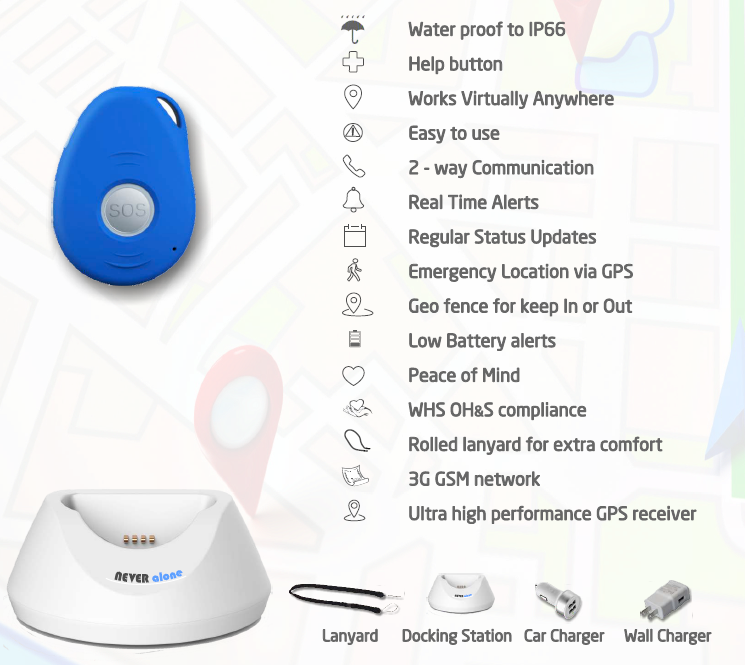 Water proof to IP66
Help button
Works Virtually Anywhere
Easy to use
2 - way Communication
SOS
Real Time Alerts
Regular Status Updates
Emergency Location via GPS
Geo fence for keep In or Out
Low Battery alerts
Peace of Mind
WHS OH&S compliance
Rolled lanyard for extra comfort
3G GSM network
Ultra high performance GPS receiver
NEVER alone
NEVER alone
Lanyard
Docking Station
Car Charger
Wall Charger